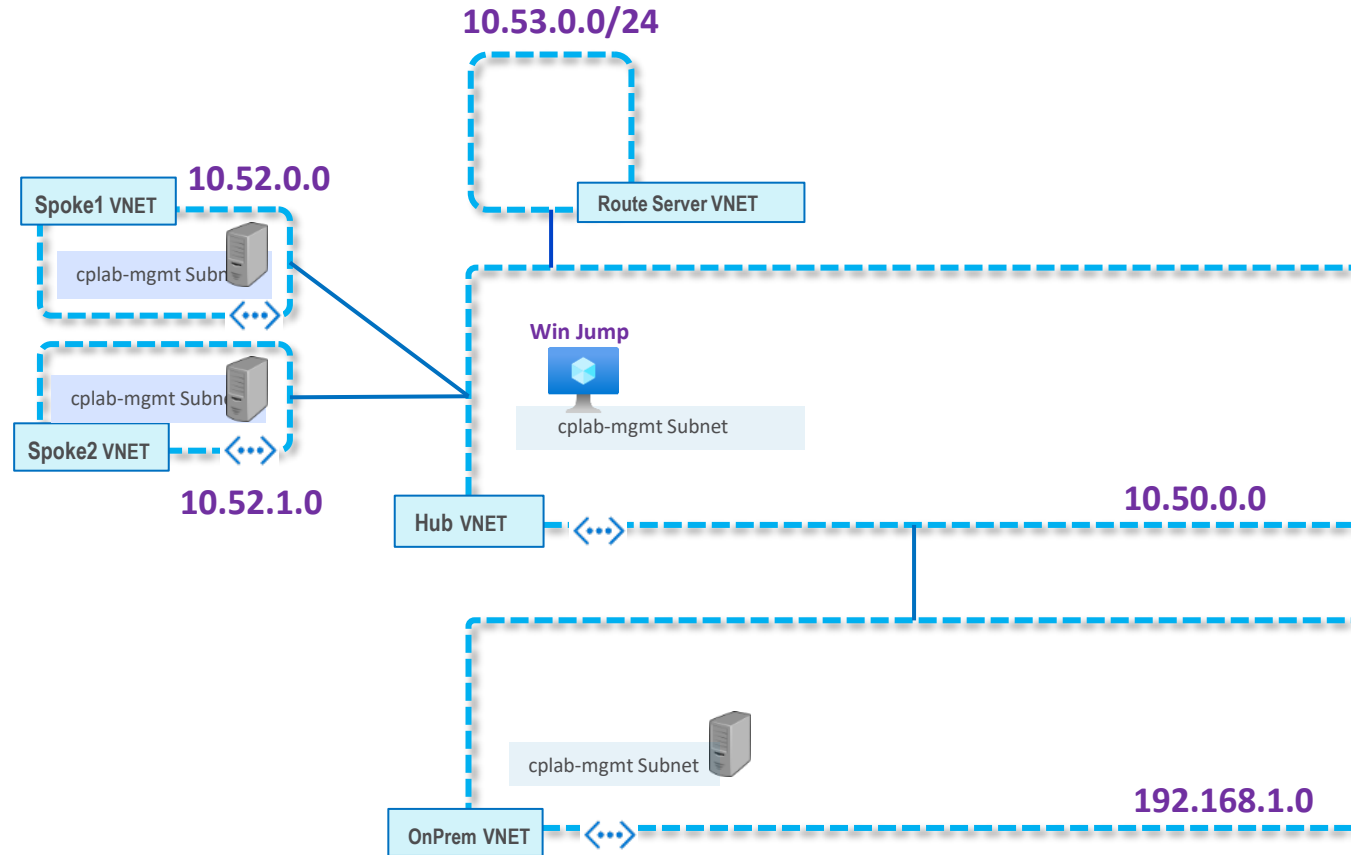 10.53.0.0/24
Route Server VNET
10.52.0.0
Spoke1 VNET
cplab-mgmt Subn
cplab-mgmt Subn
Spoke2 VNET
10.52.1.0
Win Jump
cplab-mgmt Subnet
Hub VNET
10.50.0.0
cplab-mgmt Subnet
192.168.1.0
OnPrem VNET